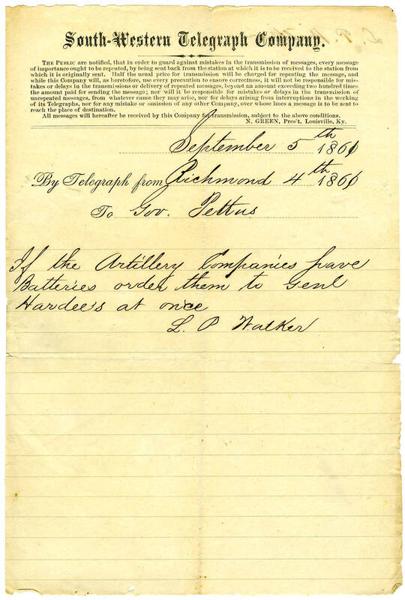 South-Western Telegraph Company.
THE PUBLIC are notified, that in order to guard against mistakes in the transmission of messages, every message
of importance ought to be repeated, by being sent back from the station at which it is to be received to the station from
which it is originally sent. Half the usual price for transmission will be charged for repeating the message, and
while this Company will, as heretofore, use every precaution to ensure correctness, it will not be responsible for mis-
takes or delays in the transmissions or delivery of repeated messages, beyond an amount exceeding two hundred times
the amount paid for sending the message; nor will it be responsible for mistakes or delays in the transmission of
unrepeated messages, from whatever cause they may arise, nor for delays arising from interruptions in the working
of its Telegraphs, nor for any mistake or omission of any other Company, over whose lines a message is to be sent to
reach the place of destination.
All messages will hereafter be received by this Company for transmission, subject to the above conditions.
N. GREEN, Pres't, Louisville, Ky.
September 5th 1861
By Telegraph from Richmond 4th 1861
To Gov. Pettus
If the Artillery Companies have
Batteries order them to Genl
Hardee's at once
L. P. Walker